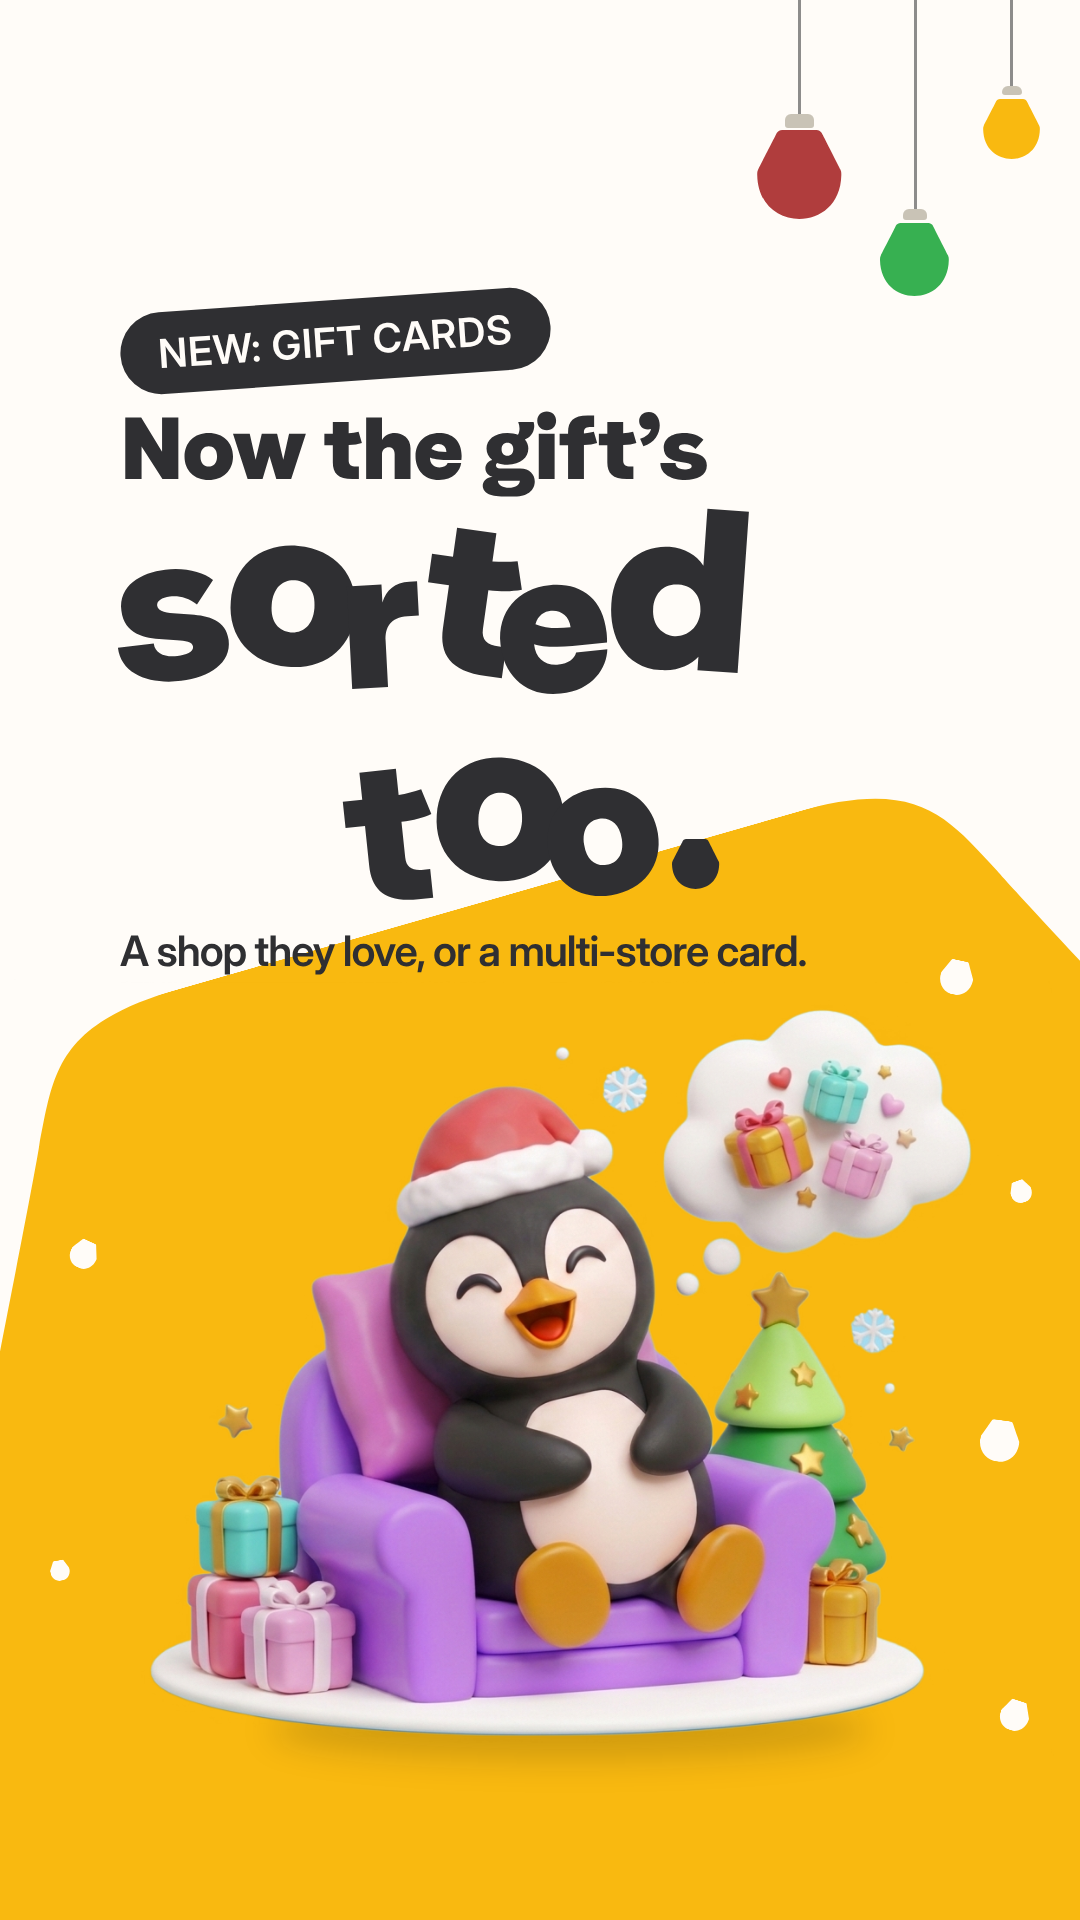 NEW: GIFT CARDS
Now the gift’s
sorted
too.
A shop they love, or a multi-store card.